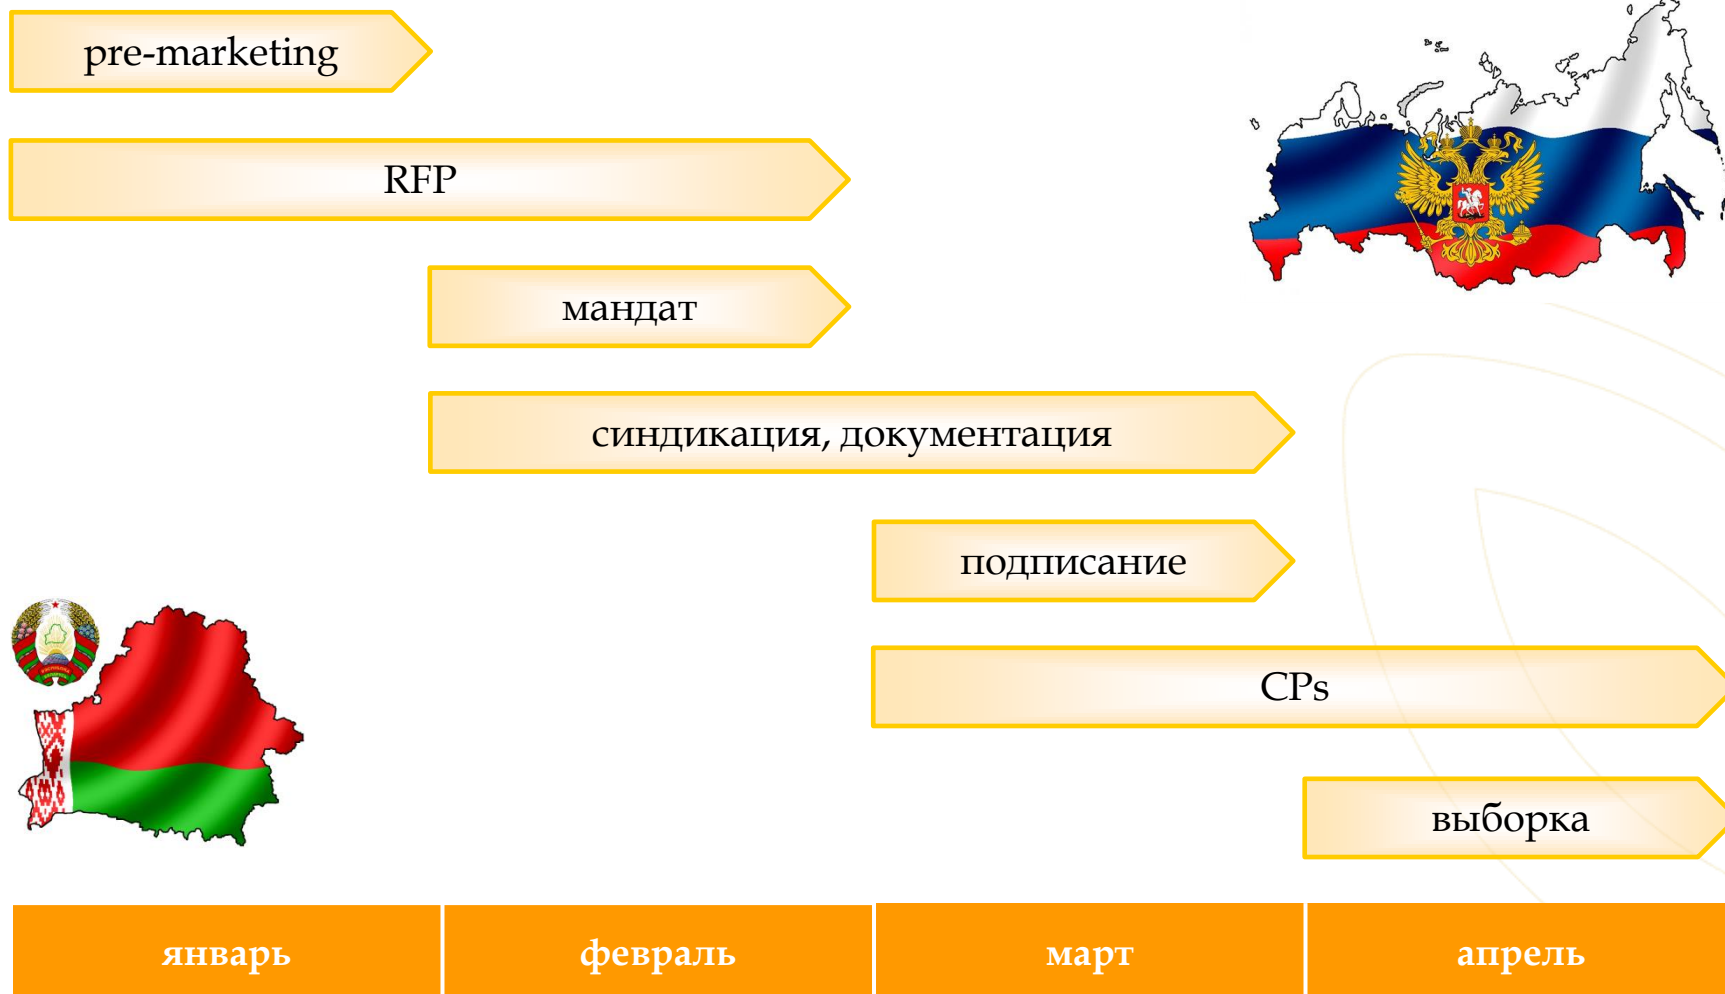 pre-marketing
RFP
мандат
синдикация, документация
подписание
CPs
выборка
январь
февраль
март
апрель